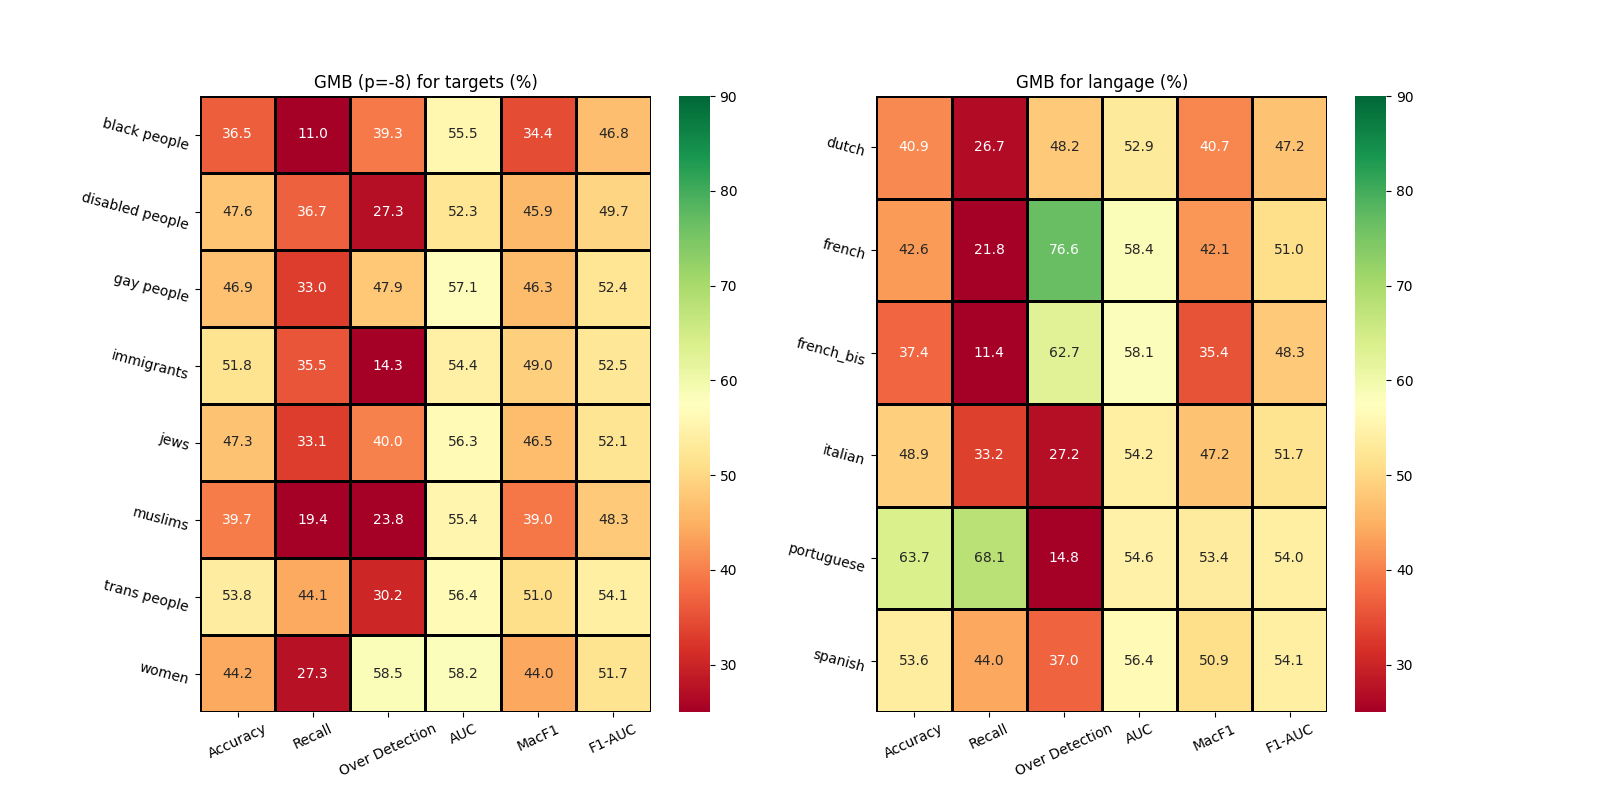 GMB (p=-8) for targets (%)
black people 36.5 11.0 39.3 55.5 34.4 46.8
disabled people 47.6 36.7 27.3 52.3 45.9 49.7
gay people 46.9 33.0 47.9 57.1 46.3 52.4
immigrants 51.8 35.5 14.3 54.4 49.0 52.5
jews 47.3 33.1 40.0 56.3 46.5 52.1
muslims 39.7 19.4 23.8 55.4 39.0 48.3
trans people 53.8 44.1 30.2 56.4 51.0 54.1
women 44.2 27.3 58.5 58.2 44.0 51.7
Accuracy Recall Over Detection AUC MacF1 F1-AUC
90
80
70
60
50
40
30
GMB for langage (%)
dutch 40.9 26.7 48.2 52.9 40.7 47.2
french 42.6 21.8 76.6 58.4 42.1 51.0
french_bis 37.4 11.4 62.7 58.1 35.4 48.3
italian 48.9 33.2 27.2 54.2 47.2 51.7
portuguese 63.7 68.1 14.8 54.6 53.4 54.0
spanish 53.6 44.0 37.0 56.4 50.9 54.1
Accuracy Recall Over Detection AUC MacF1 F1-AUC
90
80
70
60
50
40
30